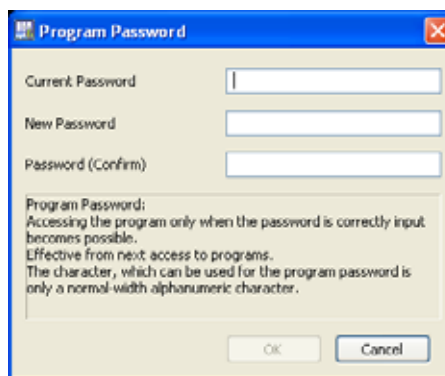 Program Password
Current Password
New Password
Password (Confirm)
Program Password:
Accessing the program only when the password is correctly input
becomes possible.
Effective from next access to programs.
The character, which can be used for the program password is
only a normal-width alphanumeric character.
OK
Cancel